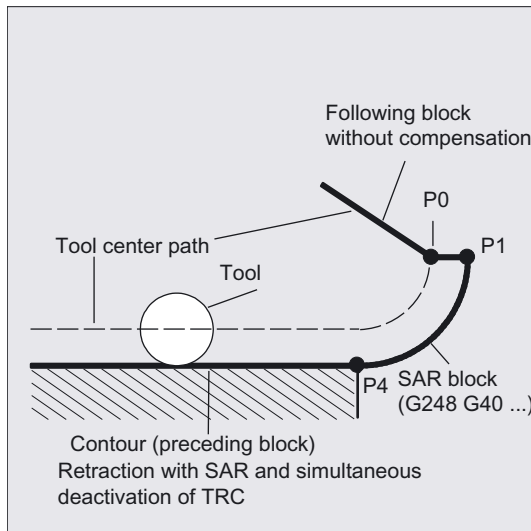 Following block
without compensation
P0
P1
Tool center path
Tool
SAR block
(G248 G40 ...)
P4
Contour (preceding block)
Retraction with SAR and simultaneous
deactivation of TRC